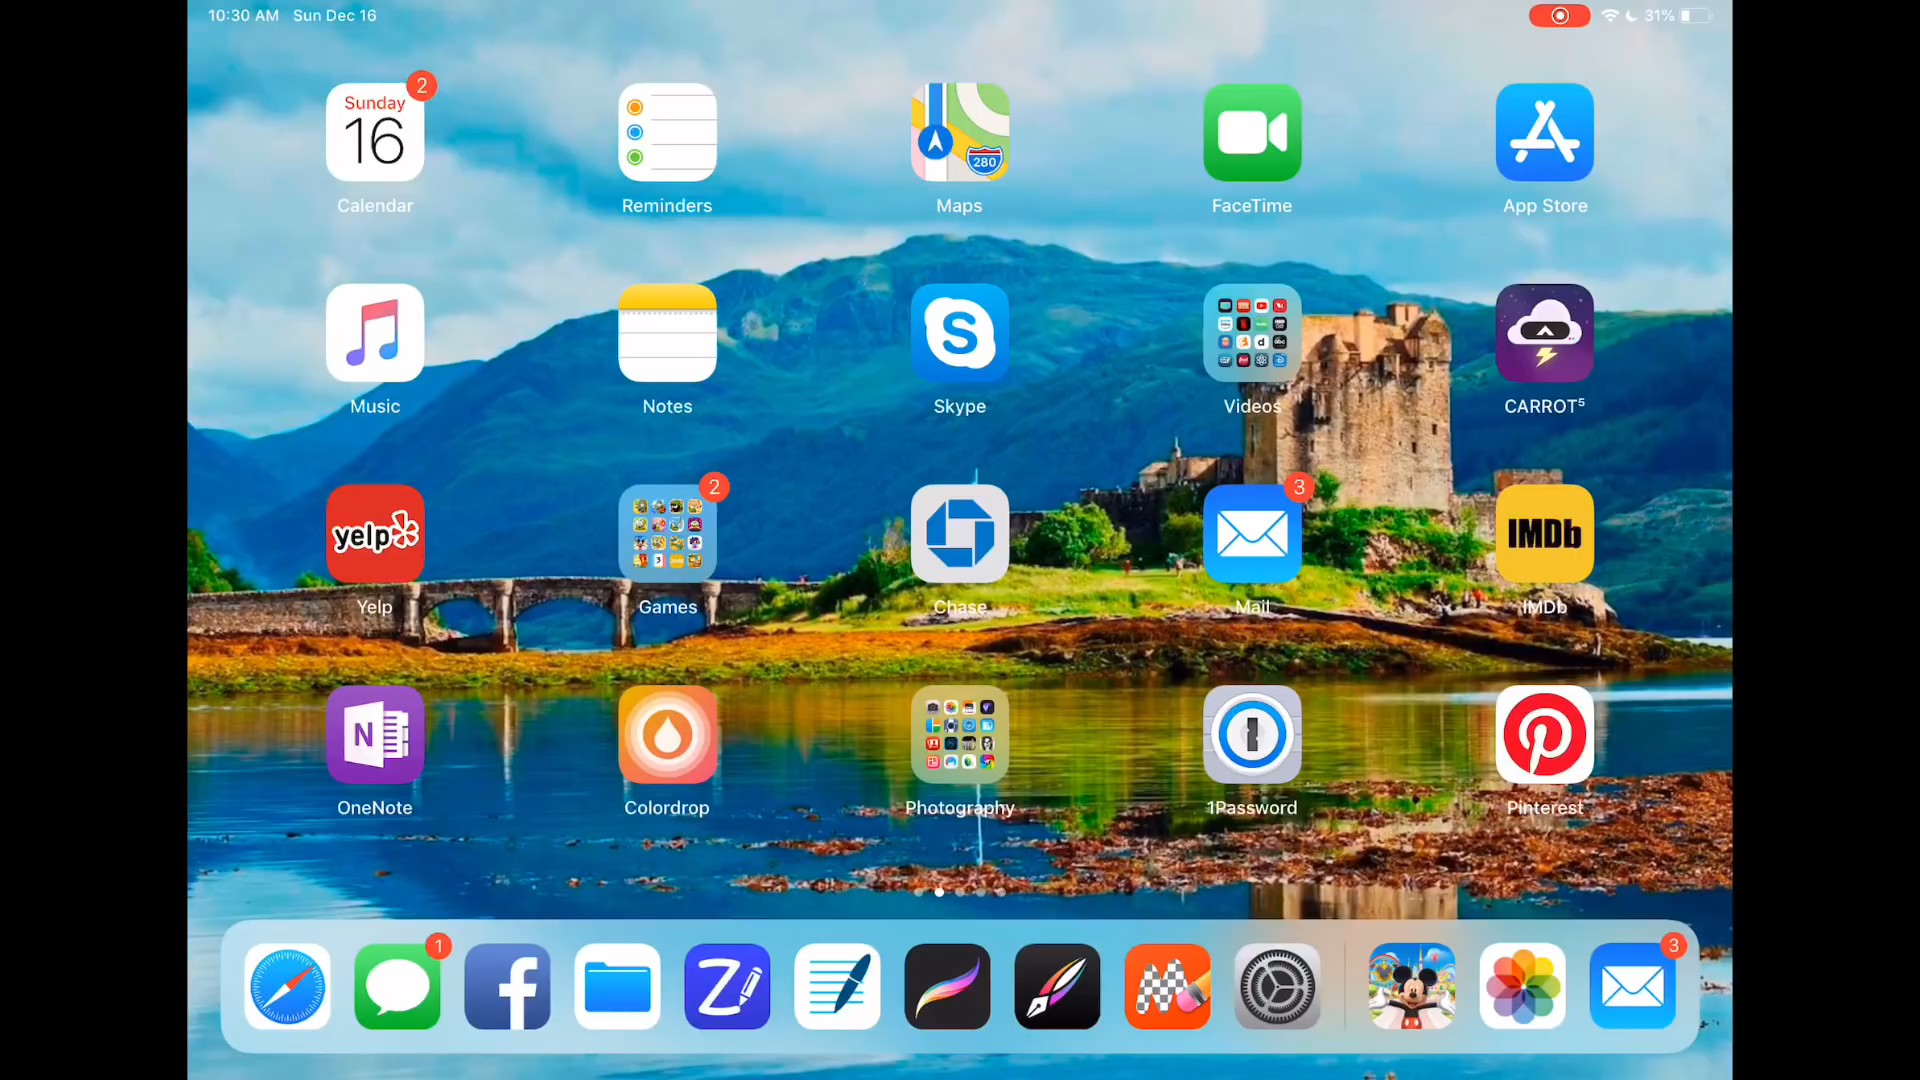 10:30 AM Sun Dec 16
31%
2
Sunday
16
280
Calendar
Reminders
Maps
FaceTime
App Store
S
Music
Notes
Skype
Videos
CARROT⁵
2
3
yelp
IMDb
Yelp
Games
Chase
Mail
IMDb
N
OneNote
Colordrop
Photography
1Password
Pinterest
1
3